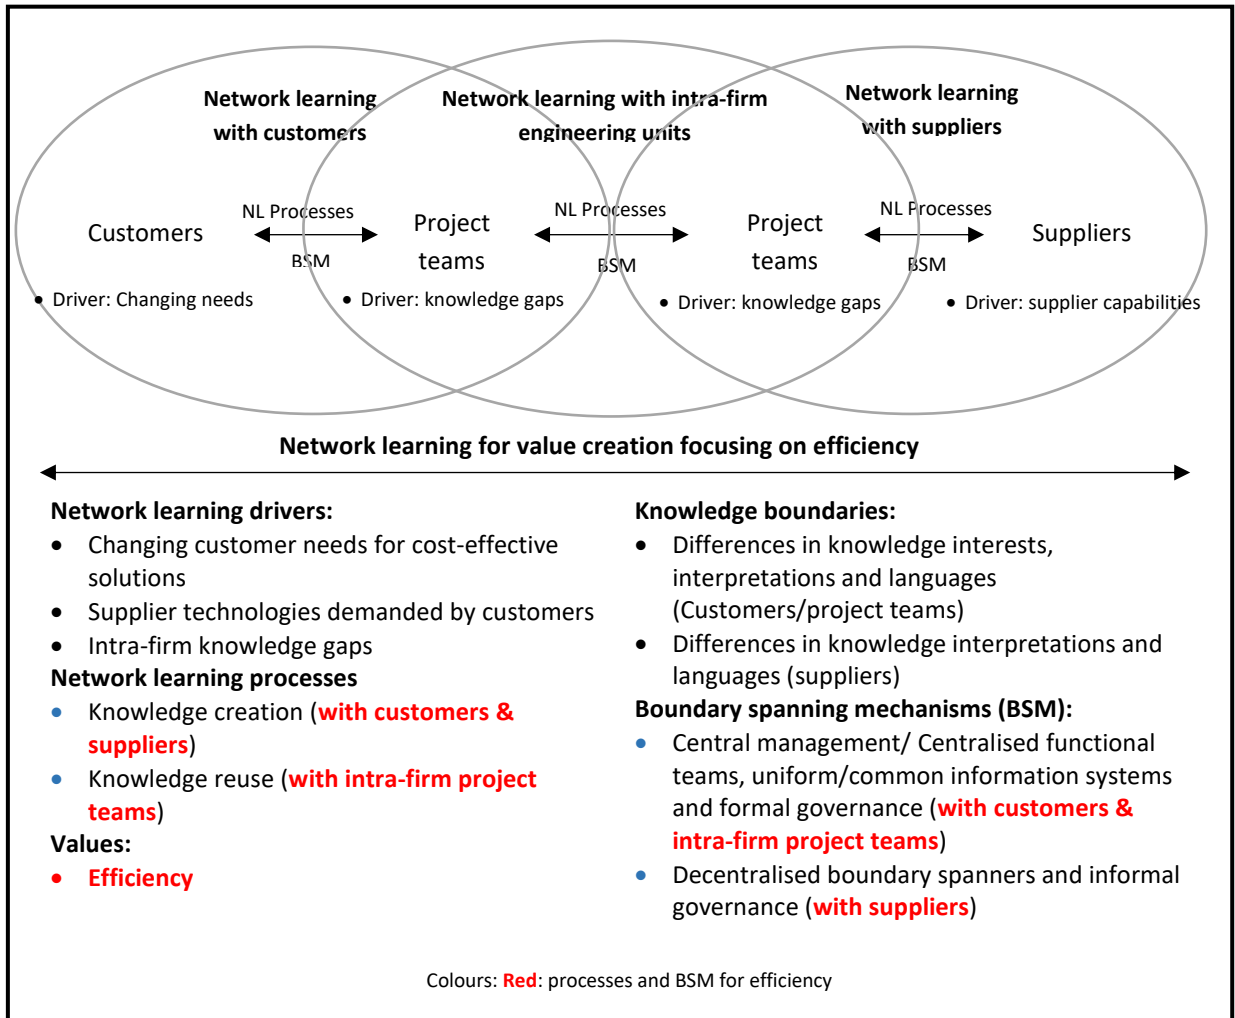 Network learning
with customers
Network learning with intra-firm
engineering units
Network learning
with suppliers
Customers
NL Processes
BSM
Project
teams
NL Processes
BSM
Project
teams
NL Processes
BSM
Suppliers
• Driver: Changing needs
• Driver: knowledge gaps
• Driver: knowledge gaps
• Driver: supplier capabilities
Network learning for value creation focusing on efficiency
Network learning drivers:
• Changing customer needs for cost-effective
solutions
• Supplier technologies demanded by customers
• Intra-firm knowledge gaps
Network learning processes
• Knowledge creation (with customers &
suppliers)
• Knowledge reuse (with intra-firm project
teams)
Values:
• Efficiency
Knowledge boundaries:
• Differences in knowledge interests,
interpretations and languages
(Customers/project teams)
• Differences in knowledge interpretations and
languages (suppliers)
Boundary spanning mechanisms (BSM):
• Central management/ Centralised functional
teams, uniform/common information systems
and formal governance (with customers &
intra-firm project teams)
• Decentralised boundary spanners and informal
governance (with suppliers)
Colours: Red: processes and BSM for efficiency